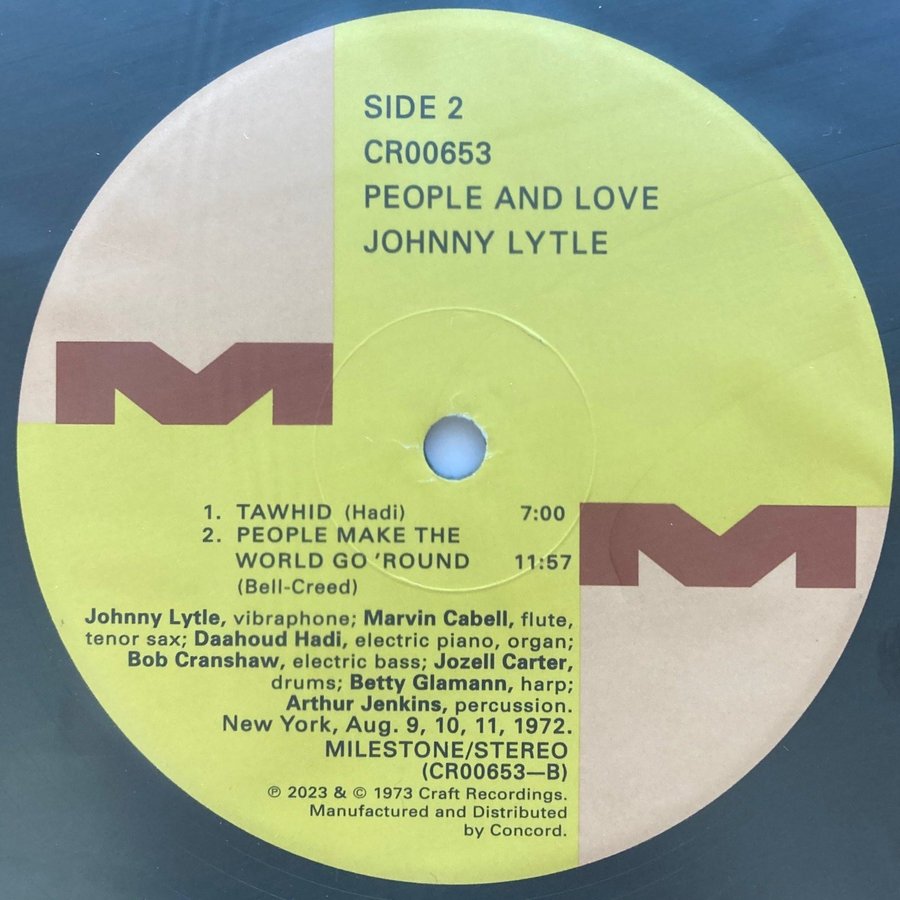 SIDE 2
CR00653
PEOPLE AND LOVE
JOHNNY LYTLE
M
M
1. TAWHID (Hadi) 7:00
2. PEOPLE MAKE THE
WORLD GO ’ROUND 11:57
(Bell-Creed)
Johnny Lytle, vibraphone; Marvin Cabell, flute,
tenor sax; Daahoud Hadi, electric piano, organ;
Bob Cranshaw, electric bass; Jozell Carter,
drums; Betty Glamann, harp;
Arthur Jenkins, percussion.
New York, Aug. 9, 10, 11, 1972.
MILESTONE/STEREO
(CR00653—B)
℗ 2023 & © 1973 Craft Recordings.
Manufactured and Distributed
by Concord.